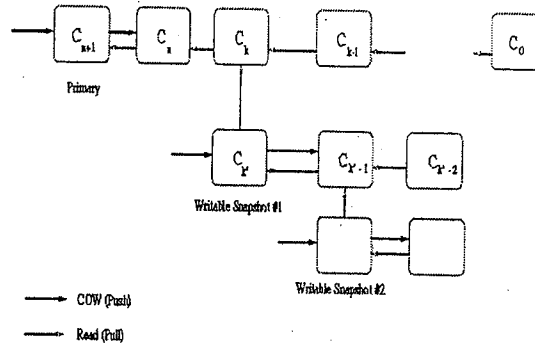 C n+1 C n C k C k-1 C 0
Primary
C k' C k'-1 C k'-2
Writable Snapshot #1
Writable Snapshot #2
COW (Push)
Read (Pull)